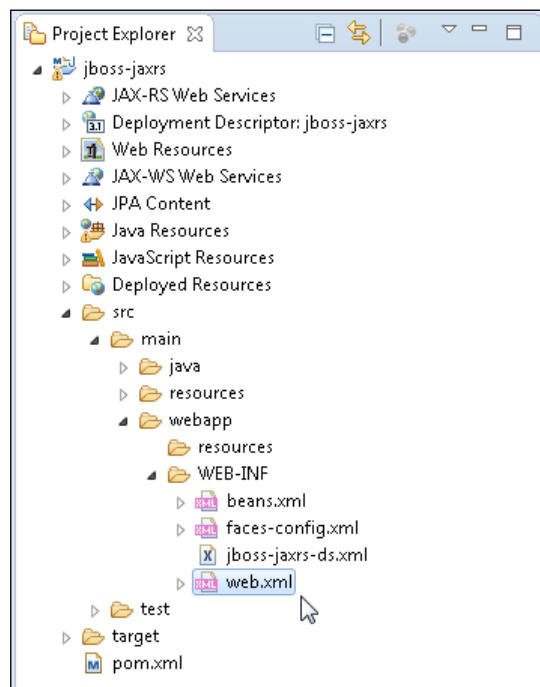 Project Explorer
jboss-jaxrs
JAX-RS Web Services
Deployment Descriptor: jboss-jaxrs
Web Resources
JAX-WS Web Services
JPA Content
Java Resources
JavaScript Resources
Deployed Resources
src
main
java
resources
webapp
resources
WEB-INF
beans.xml
faces-config.xml
jboss-jaxrs-ds.xml
web.xml
test
target
pom.xml